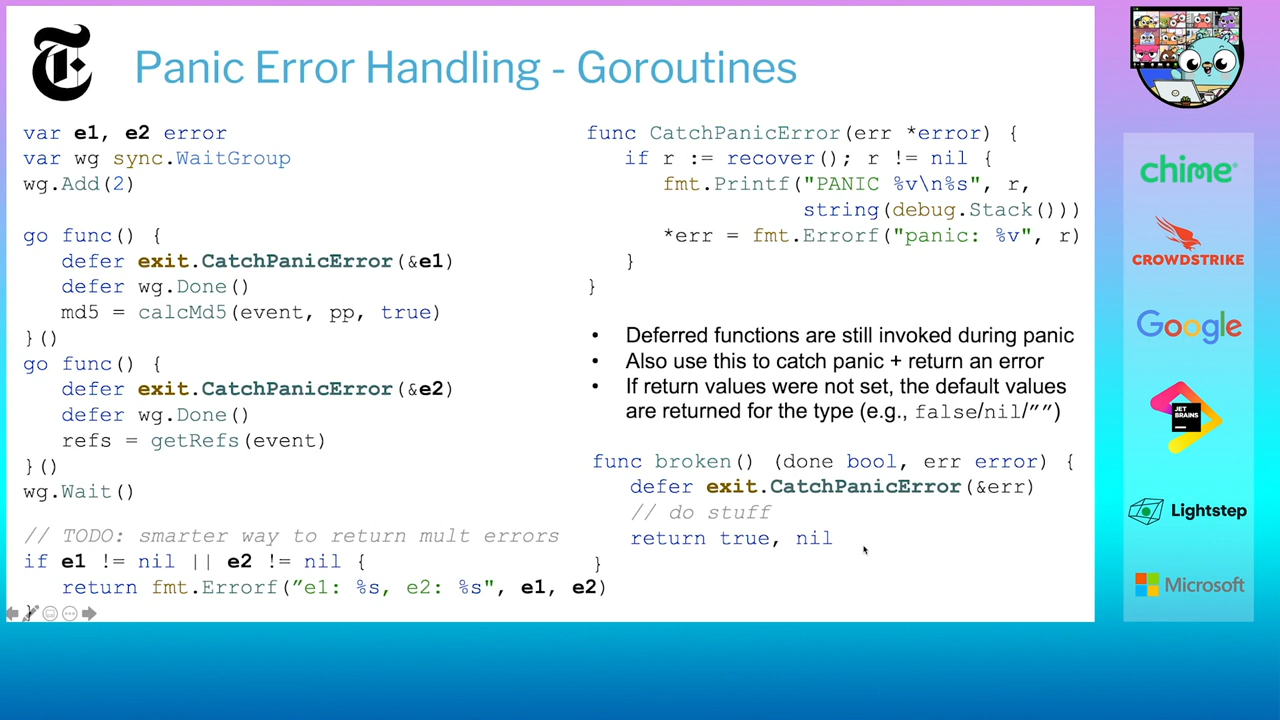 Panic Error Handling - Goroutines
var e1, e2 error
var wg sync.WaitGroup
wg.Add(2)
go func() {
defer exit.CatchPanicError(&e1)
defer wg.Done()
md5 = calcMd5(event, pp, true)
}()
go func() {
defer exit.CatchPanicError(&e2)
defer wg.Done()
refs = getRefs(event)
}()
wg.Wait()
// TODO: smarter way to return mult errors
if e1 != nil || e2 != nil {
return fmt.Errorf(”e1: %s, e2: %s", e1, e2)
}
func CatchPanicError(err *error) {
if r := recover(); r != nil {
fmt.Printf("PANIC %v\n%s", r,
string(debug.Stack()))
*err = fmt.Errorf("panic: %v", r)
}
}
• Deferred functions are still invoked during panic
• Also use this to catch panic + return an error
• If return values were not set, the default values
are returned for the type (e.g., false/nil/””)
func broken() (done bool, err error) {
defer exit.CatchPanicError(&err)
// do stuff
return true, nil
}
chime
CROWDSTRIKE
Google
JET
BRAINS
Lightstep
Microsoft